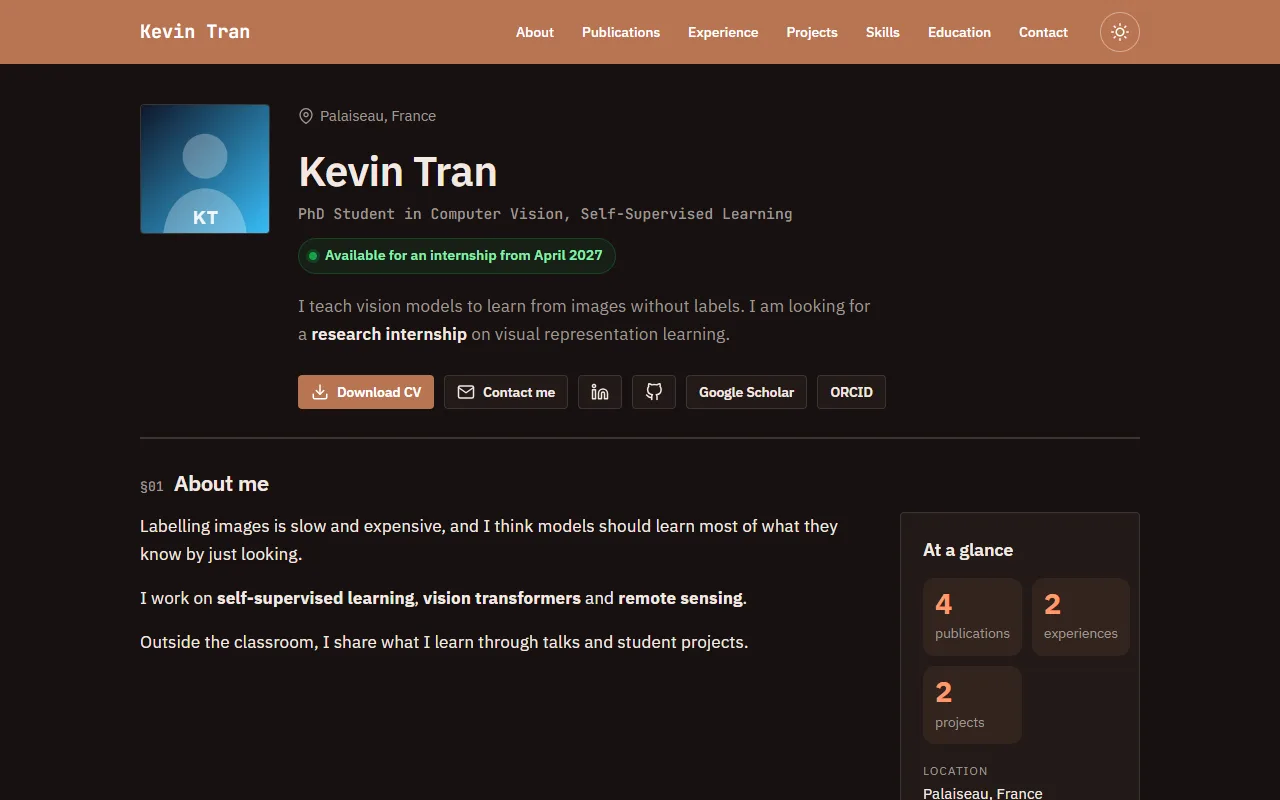 Kevin Tran
About Publications Experience Projects Skills Education Contact
KT
Palaiseau, France
Kevin Tran
PhD Student in Computer Vision, Self-Supervised Learning
Available for an internship from April 2027
I teach vision models to learn from images without labels. I am looking for
a research internship on visual representation learning.
Download CV Contact me Google Scholar ORCID
§01 About me
Labelling images is slow and expensive, and I think models should learn most of what they
know by just looking.
I work on self-supervised learning, vision transformers and remote sensing.
Outside the classroom, I share what I learn through talks and student projects.
At a glance
4
publications
2
experiences
2
projects
LOCATION
Palaiseau, France